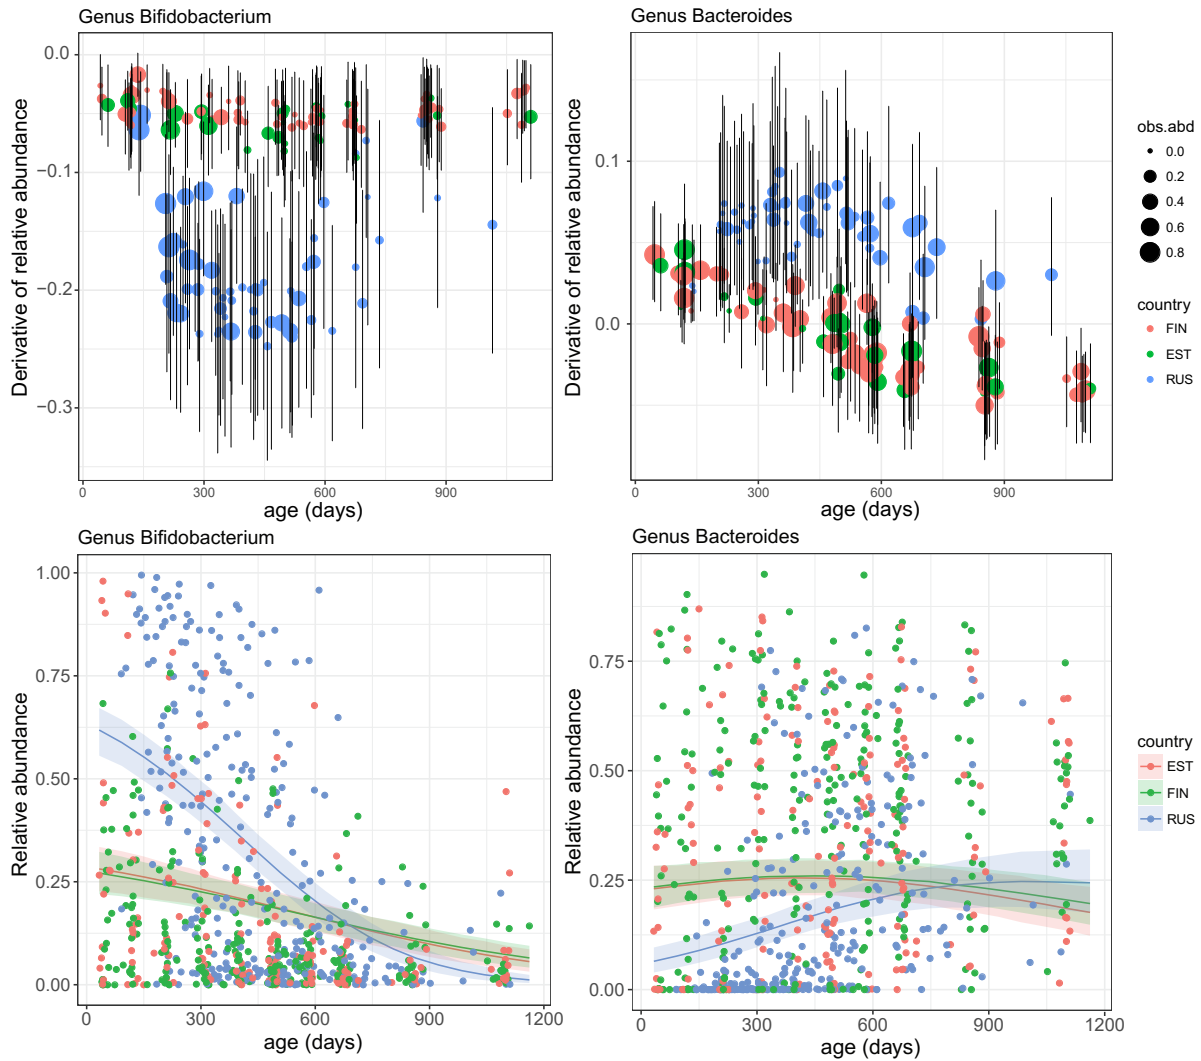 Genus Bifidobacterium
Derivative of relative abundance
0.0
−0.1
−0.2
−0.3
0 300 600 900
age (days)
Genus Bacteroides
Derivative of relative abundance
0.1
0.0
0 300 600 900
age (days)
obs.abd
0.0
0.2
0.4
0.6
0.8
country
FIN
EST
RUS
Genus Bifidobacterium
Relative abundance
1.00
0.75
0.50
0.25
0.00
0 300 600 900 1200
age (days)
Genus Bacteroides
Relative abundance
0.75
0.50
0.25
0.00
0 300 600 900 1200
age (days)
country
EST
FIN
RUS